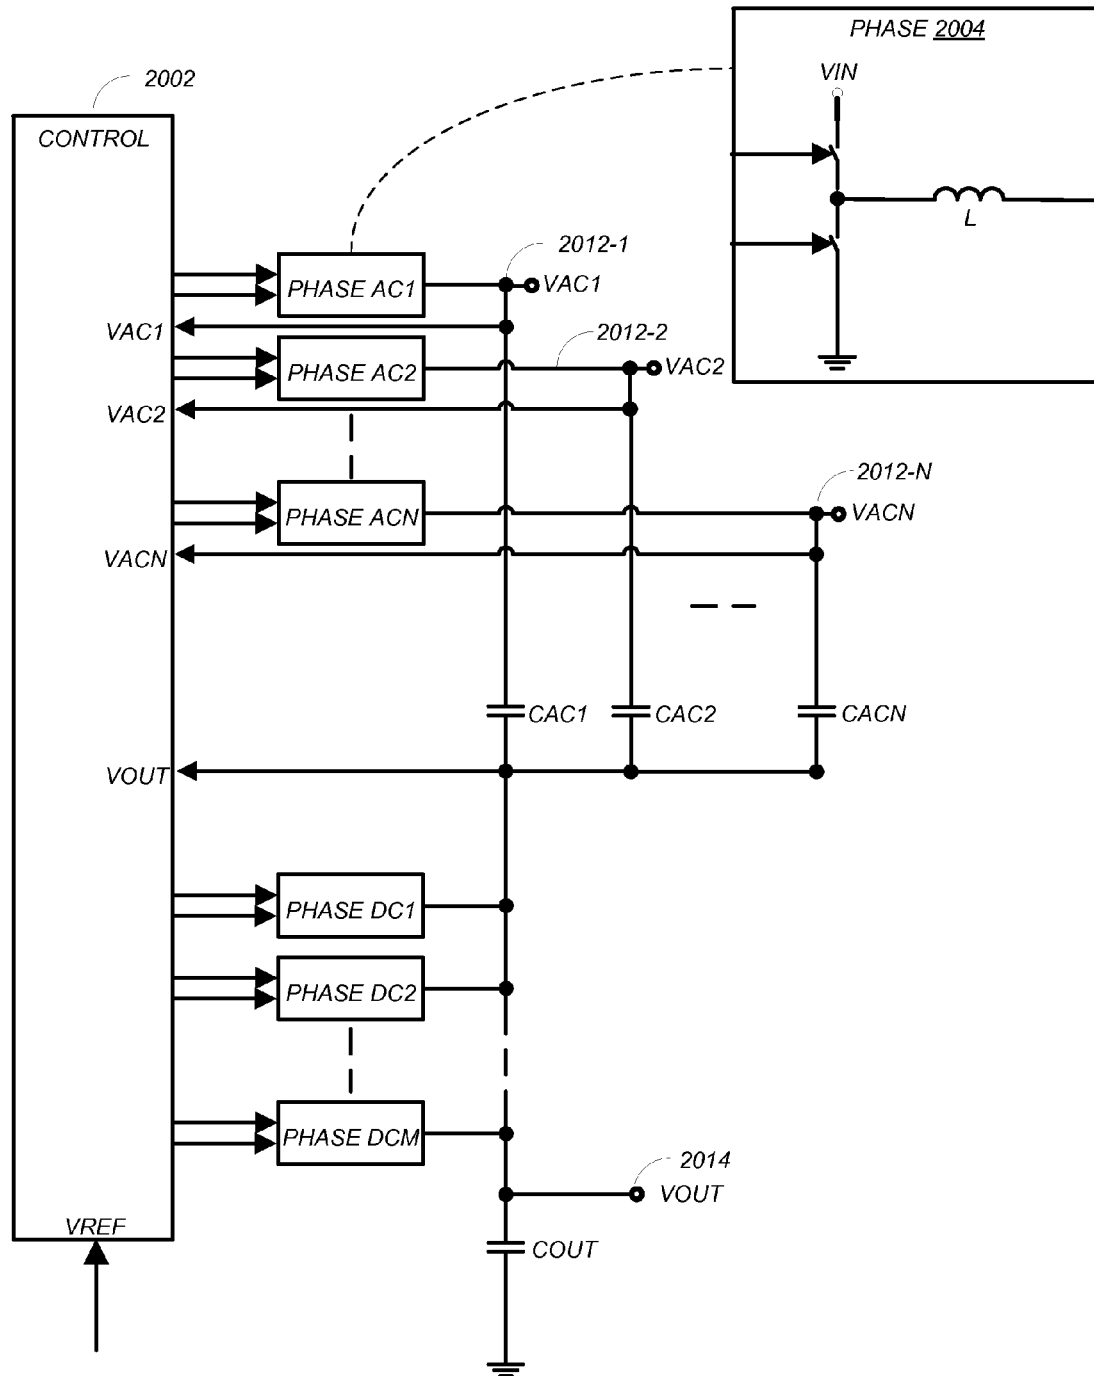 PHASE 2004
VIN
L
2002
CONTROL
2012-1
PHASE AC1
VAC1
VAC1
2012-2
PHASE AC2
VAC2
VAC2
2012-N
PHASE ACN
VACN
VACN
CAC1
CAC2
CACN
VOUT
PHASE DC1
PHASE DC2
PHASE DCM
2014
VOUT
VREF
COUT